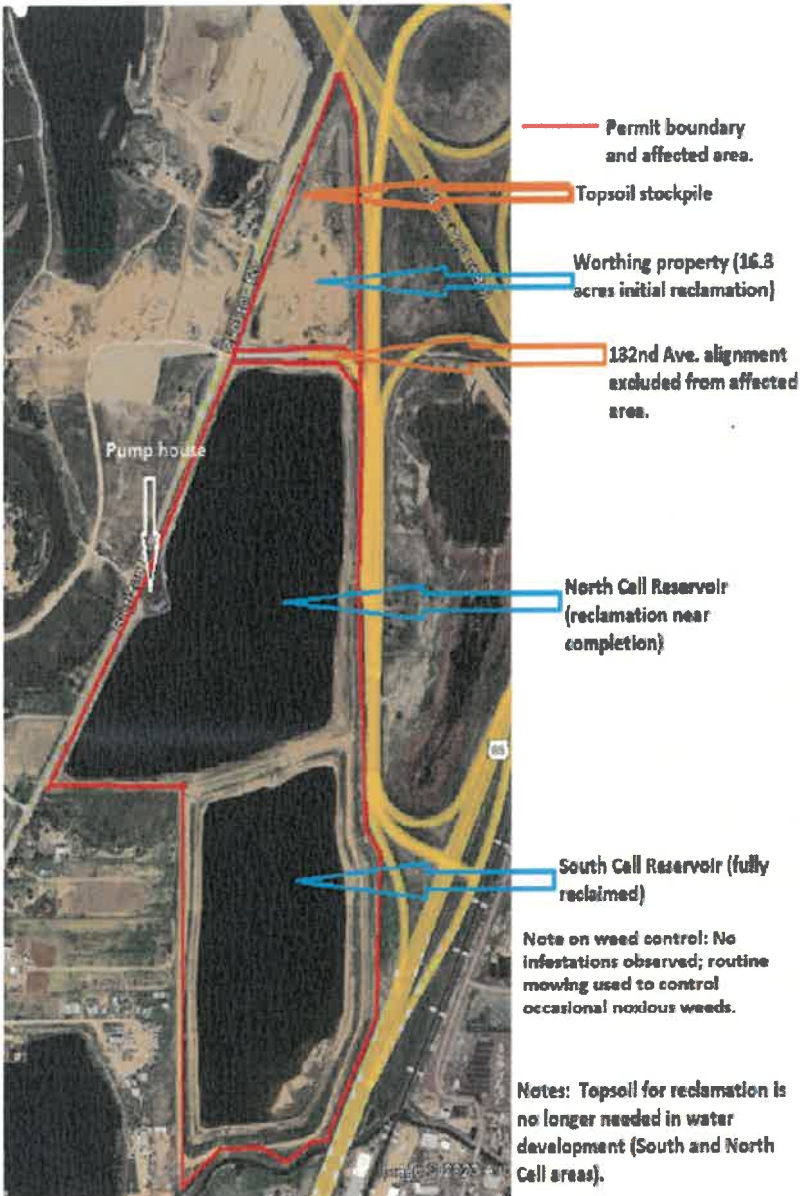 Permit boundary
and affected area.
Topsoil stockpile
Worthing property (16.3
acres initial reclamation)
132nd Ave. alignment
excluded from affected
area.
Pump house
North Cell Reservoir
(reclamation near
completion)
85
South Cell Reservoir (fully
reclaimed)
Note on weed control: No
infestations observed; routine
mowing used to control
occasional noxious weeds.
Notes: Topsoil for reclamation is
no longer needed in water
development (South and North
Cell areas).